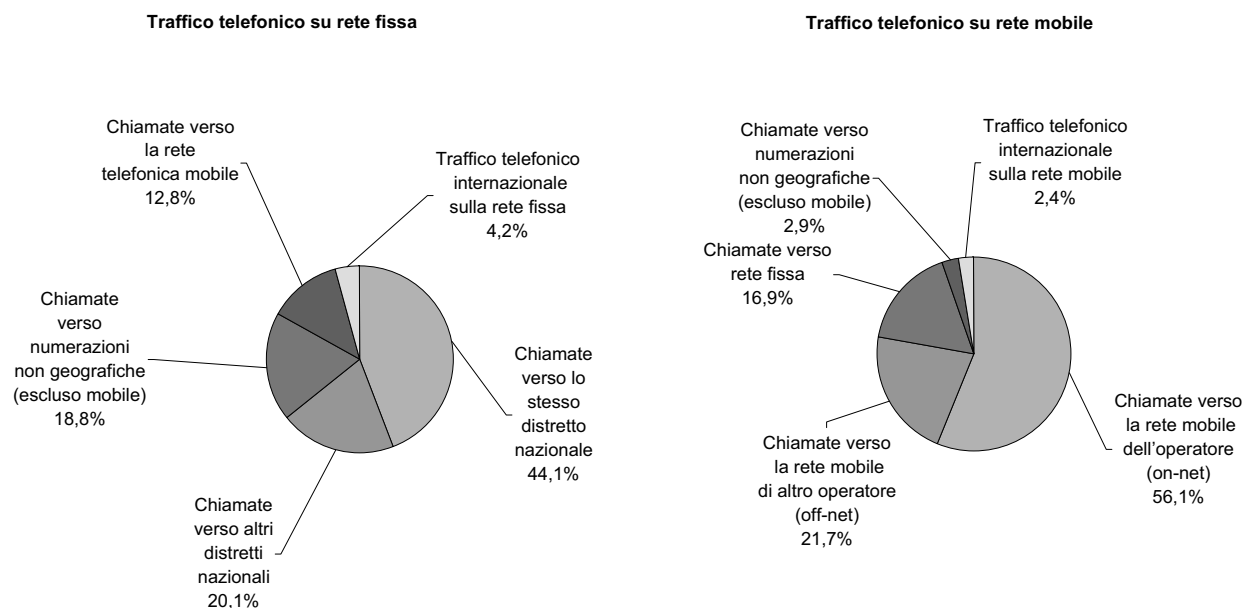 Traffico telefonico su rete fissa
Chiamate verso
la rete
telefonica mobile
12,8%
Traffico telefonico
internazionale
sulla rete fissa
4,2%
Chiamate
verso
numerazioni
non geografiche
(escluso mobile)
18,8%
Chiamate
verso lo
stesso
distretto
nazionale
44,1%
Chiamate
verso altri
distretti
nazionali
20,1%
Traffico telefonico su rete mobile
Chiamate verso
numerazioni
non geografiche
(escluso mobile)
2,9%
Traffico telefonico
internazionale
sulla rete mobile
2,4%
Chiamate verso
rete fissa
16,9%
Chiamate verso
la rete mobile
dell’operatore
(on-net)
56,1%
Chiamate verso
la rete mobile
di altro operatore
(off-net)
21,7%